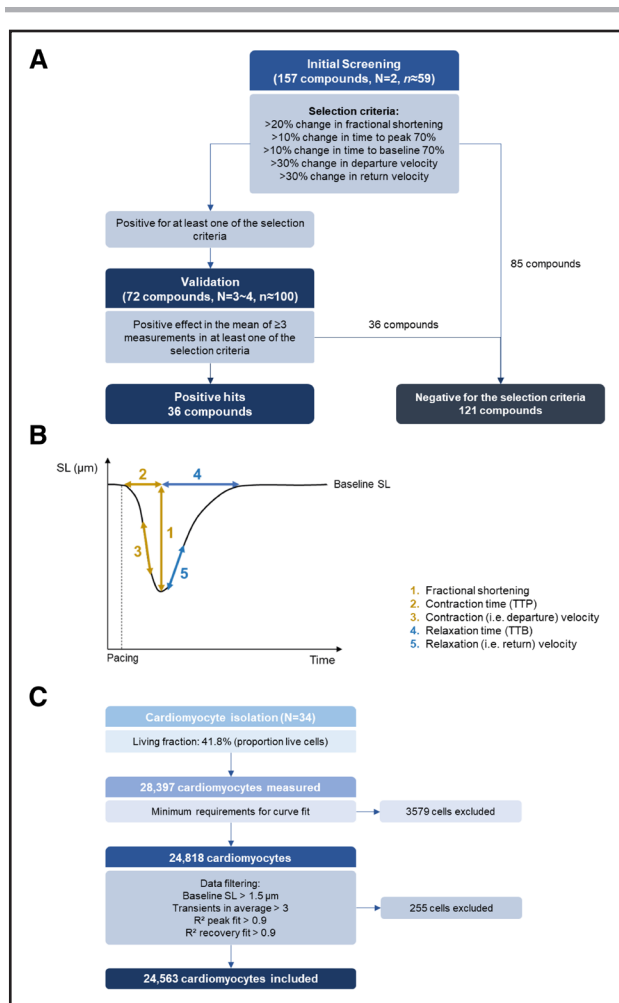 A
Initial Screening
(157 compounds, N=2, n≈59)
Selection criteria:
>20% change in fractional shortening
>10% change in time to peak 70%
>10% change in time to baseline 70%
>30% change in departure velocity
>30% change in return velocity
Positive for at least one of the selection
criteria
85 compounds
Validation
(72 compounds, N=3~4, n≈100)
Positive effect in the mean of ≥3
measurements in at least one of the
selection criteria
36 compounds
Positive hits
36 compounds
Negative for the selection criteria
121 compounds
B
SL (µm)
2
4
Baseline SL
1
3
5
Pacing
Time
1. Fractional shortening
2. Contraction time (TTP)
3. Contraction (i.e. departure) velocity
4. Relaxation time (TTB)
5. Relaxation (i.e. return) velocity
C
Cardiomyocyte isolation (N=34)
Living fraction: 41.8% (proportion live cells)
28,397 cardiomyocytes measured
Minimum requirements for curve fit
3579 cells excluded
24,818 cardiomyocytes
Data filtering:
Baseline SL > 1.5 µm
Transients in average > 3
R² peak fit > 0.9
R² recovery fit > 0.9
255 cells excluded
24,563 cardiomyocytes included